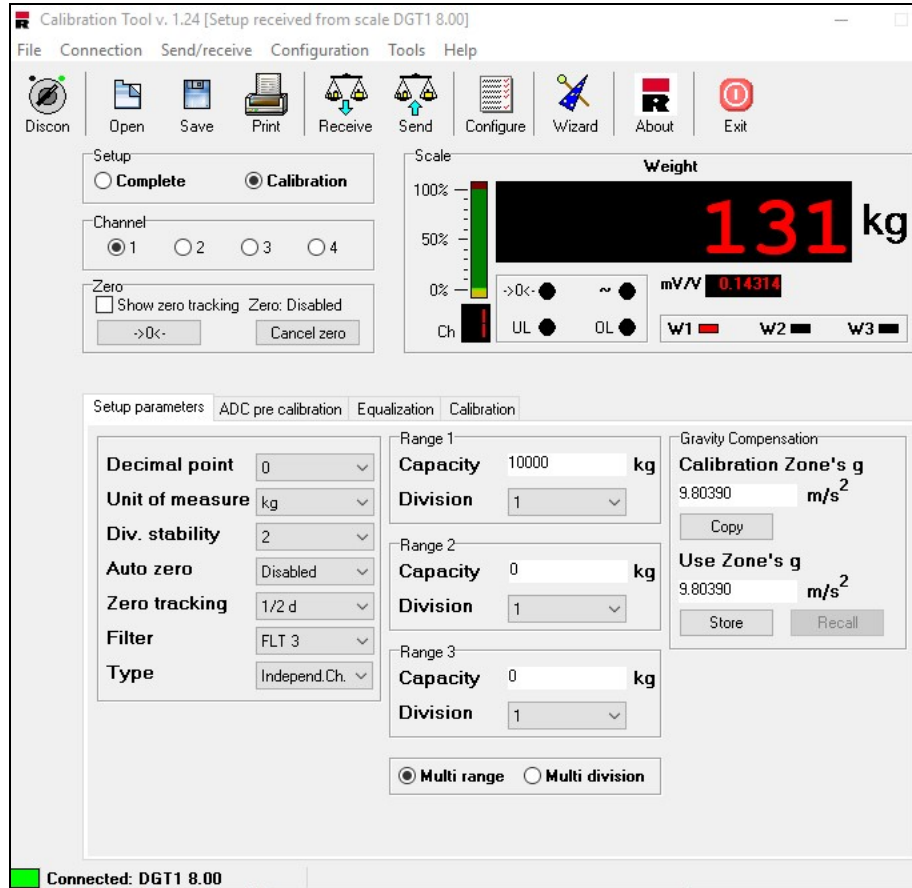 Calibration Tool v. 1.24 [Setup received from scale DGT1 8.00]
File Connection Send/receive Configuration Tools Help
Discon Open Save Print Receive Send Configure Wizard About Exit
Setup
Complete Calibration
Channel
1 2 3 4
Zero
Show zero tracking Zero: Disabled
->0<- Cancel zero
Scale
Weight
100%
50%
0%
131 kg
->0<- ~
mV/V 0.14314
Ch 1
UL OL
W1 W2 W3
Setup parameters ADC pre calibration Equalization Calibration
Decimal point 0
Unit of measure kg
Div. stability 2
Auto zero Disabled
Zero tracking 1/2 d
Filter FLT 3
Type Independ.Ch.
Range 1
Capacity 10000 kg
Division 1
Range 2
Capacity 0 kg
Division 1
Range 3
Capacity 0 kg
Division 1
Multi range Multi division
Gravity Compensation
Calibration Zone's g
9.80390 m/s²
Copy
Use Zone's g
9.80390 m/s²
Store Recall
Connected: DGT1 8.00